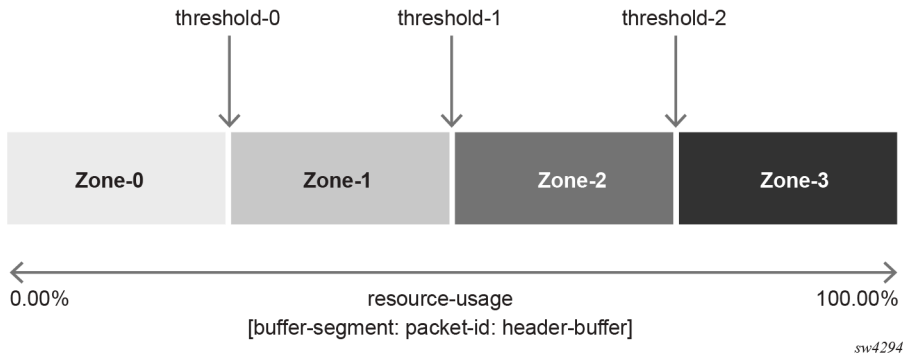 threshold-0 threshold-1 threshold-2
Zone-0 Zone-1 Zone-2 Zone-3
0.00% resource-usage 100.00%
[buffer-segment: packet-id: header-buffer]
sw4294